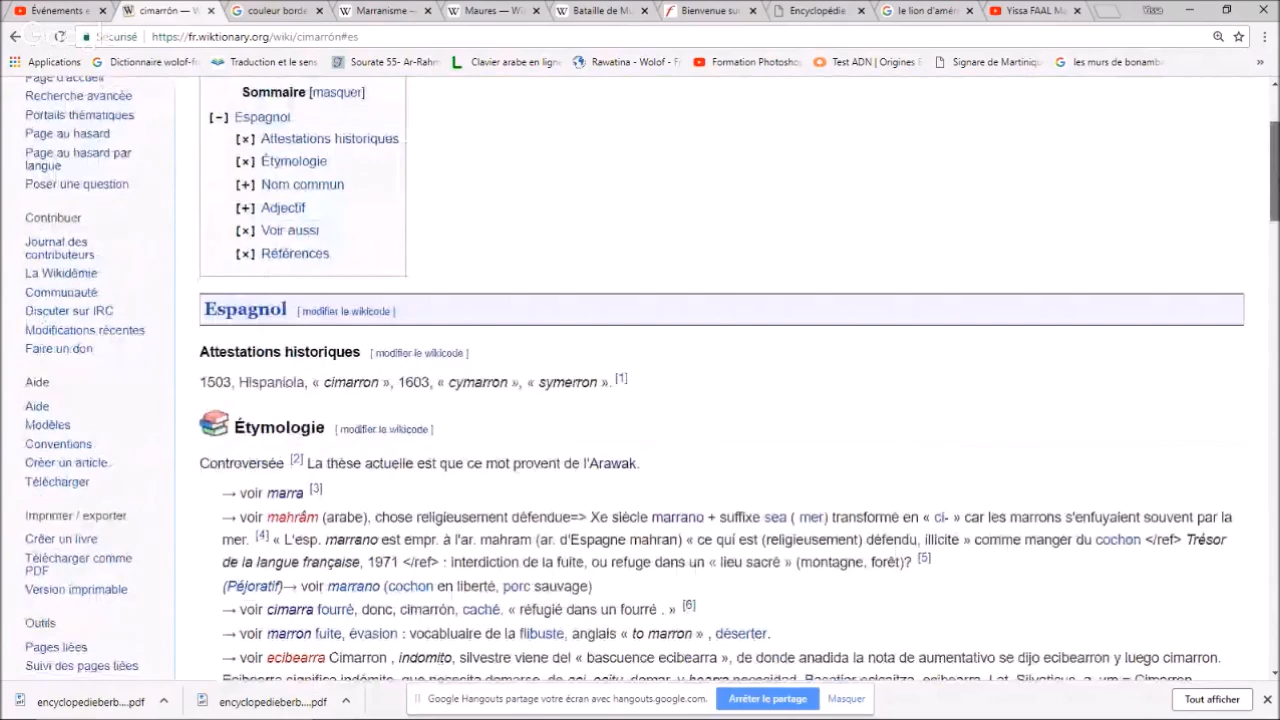 Événements e
cimarrón — W
couleur borde
Marranisme —
Maures — Wi
Bataille de M
Bienvenue sur
Encyclopédie
le lion d'amér
Yissa FAAL M
Yissa
Sécurisé
https://fr.wiktionary.org/wiki/cimarrón#es
Applications
Dictionnaire wolof-f
Traduction et le sens
Sourate 55- Ar-Rahm
Clavier arabe en ligne
Rawatina - Wolof - Fr
Formation Photosho
Test ADN | Origines E
Signare de Martiniqu
les murs de bonamb
»
Page d'accueil
Recherche avancée
Portails thématiques
Page au hasard
Page au hasard par
langue
Poser une question
Contribuer
Journal des
contributeurs
La Wikidémie
Communauté
Discuter sur IRC
Modifications récentes
Faire un don
Aide
Aide
Modèles
Conventions
Créer un article
Télécharger
Imprimer / exporter
Créer un livre
Télécharger comme
PDF
Version imprimable
Outils
Pages liées
Suivi des pages liées
Sommaire [masquer]
[−] Espagnol
[×] Attestations historiques
[×] Étymologie
[+] Nom commun
[+] Adjectif
[×] Voir aussi
[×] Références
Espagnol [ modifier le wikicode ]
Attestations historiques [ modifier le wikicode ]
1503, Hispaniola, « cimarron », 1603, « cymarron », « symerron ». [1]
Étymologie [ modifier le wikicode ]
Controversée [2] La thèse actuelle est que ce mot provent de l'Arawak.
→ voir marra [3]
→ voir mahrâm (arabe), chose religieusement défendue=> Xe siècle marrano + suffixe sea ( mer) transformé en « ci- » car les marrons s'enfuyaient souvent par la
mer. [4] « L'esp. marrano est empr. à l'ar. mahram (ar. d'Espagne mahran) « ce qui est (religieusement) défendu, illicite » comme manger du cochon </ref> Trésor
de la langue française, 1971 </ref> : interdiction de la fuite, ou refuge dans un « lieu sacré » (montagne, forêt)? [5]
(Péjoratif)→ voir marrano (cochon en liberté, porc sauvage)
→ voir cimarra fourré, donc, cimarrón, caché. « réfugié dans un fourré . » [6]
→ voir marron fuite, évasion : vocabluaire de la flibuste, anglais « to marron » , déserter.
→ voir ecibearra Cimarron , indomito, silvestre viene del « bascuence ecibearra », de donde anadida la nota de aumentativo se dijo ecibearron y luego cimarron.
encyclopedieberb....pdf
encyclopedieberb....pdf
Google Hangouts partage votre écran avec hangouts.google.com.
Arrêter le partage
Masquer
Tout afficher